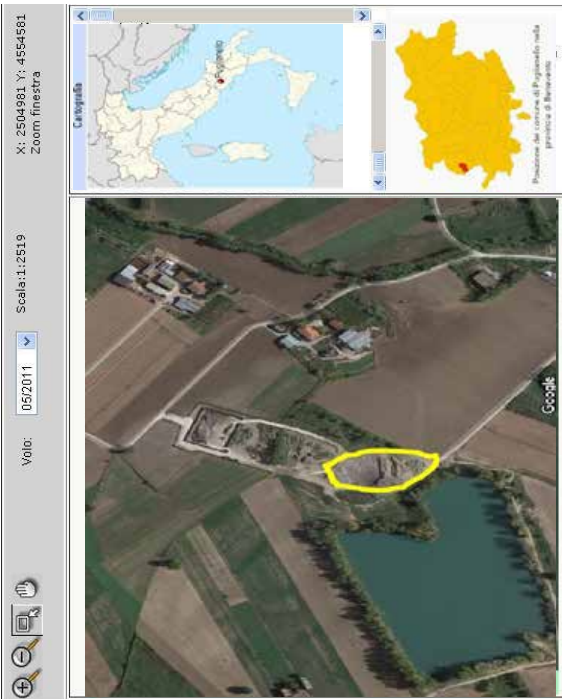 Volo:
05/2011
Scala:1:2519
X: 2504981 Y: 4554581
Zoom finestra
Cartografia
Puglianello
Posizione del comune di Puglianello nella
provincia di Benevento
Google